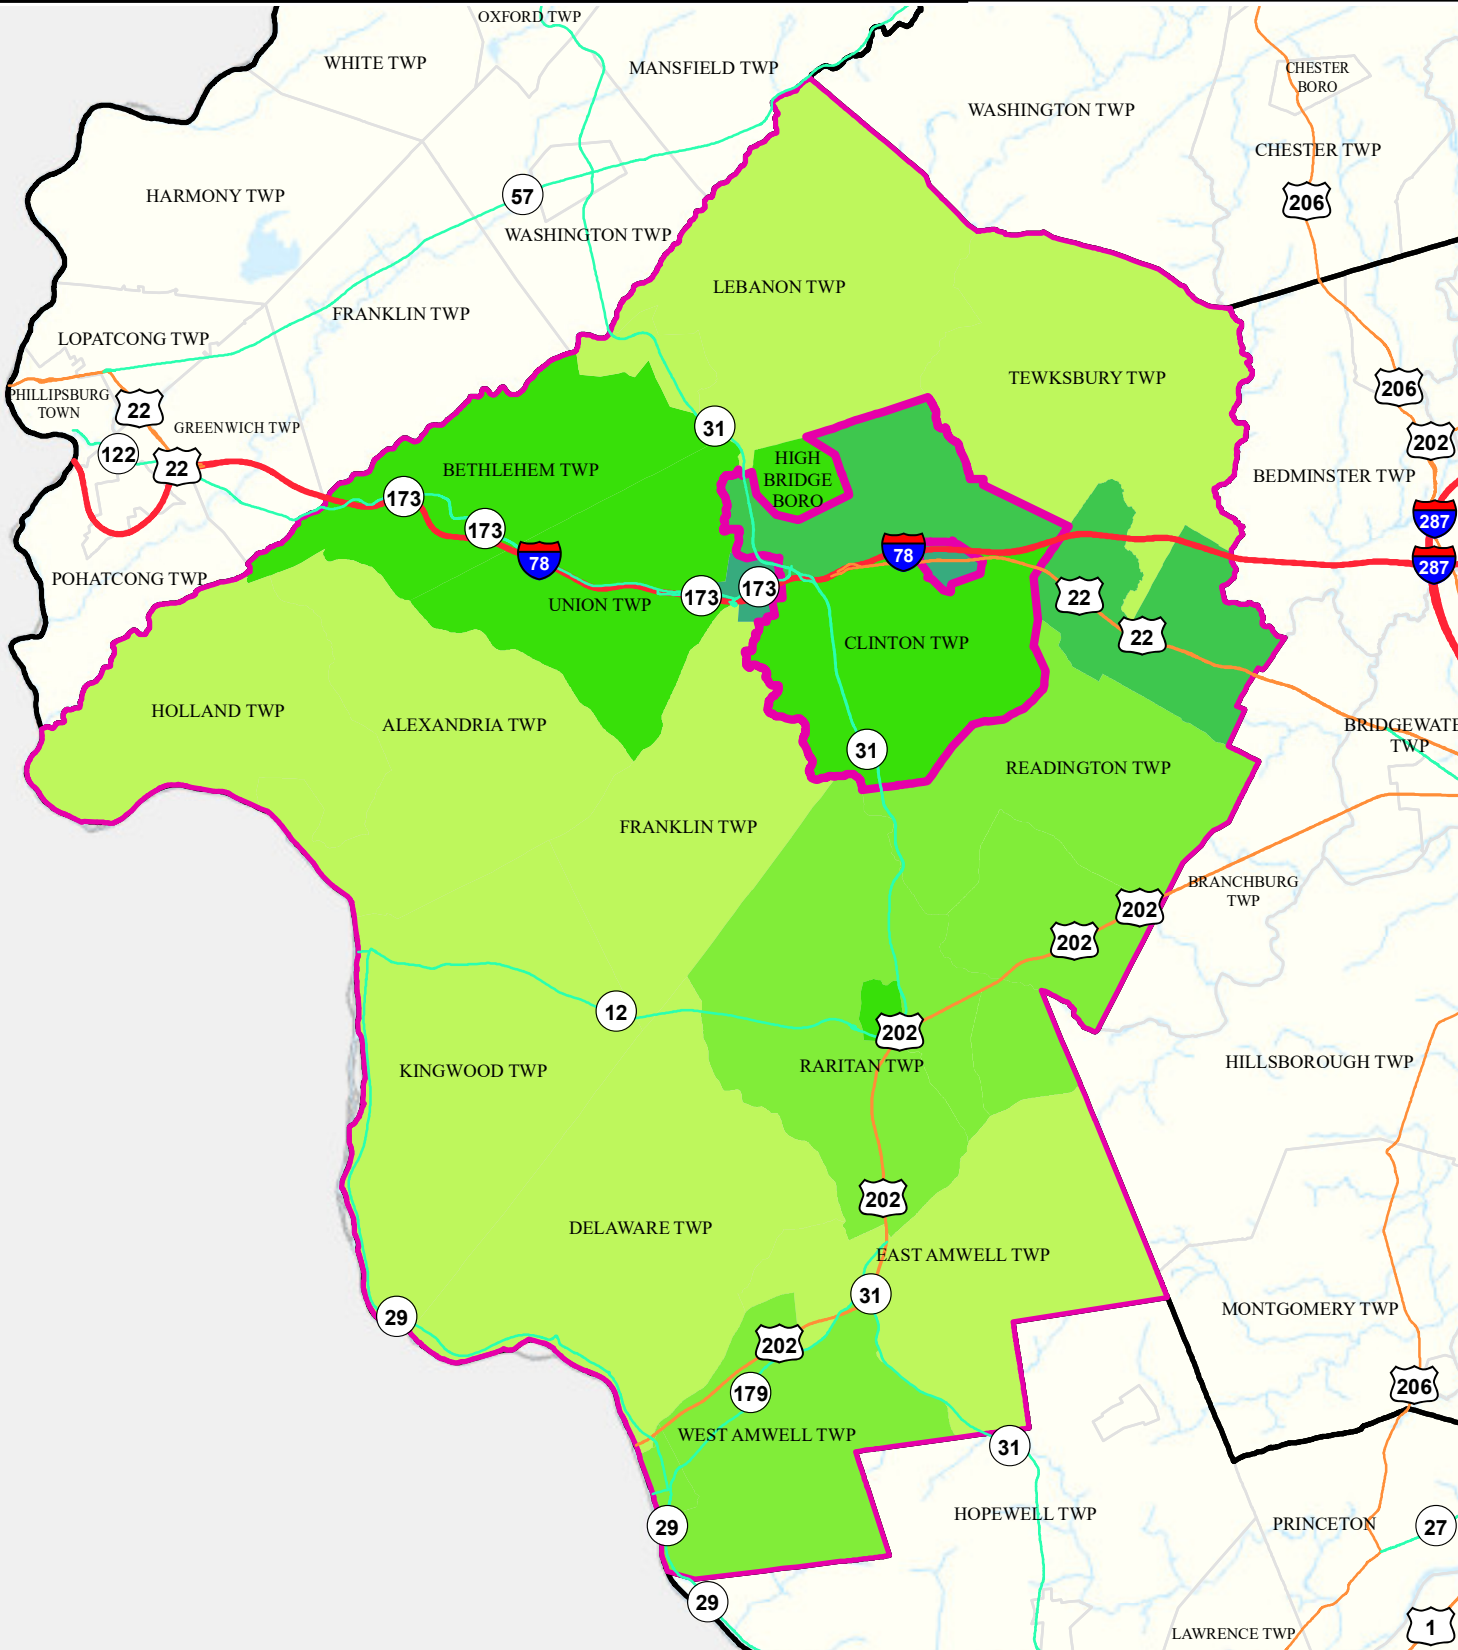 OXFORD TWP
WHITE TWP
MANSFIELD TWP
CHESTER
BORO
WASHINGTON TWP
CHESTER TWP
HARMONY TWP
57
206
WASHINGTON TWP
LEBANON TWP
FRANKLIN TWP
LOPATCONG TWP
TEWKSBURY TWP
206
PHILLIPSBURG
TOWN
22
GREENWICH TWP
31
202
122
22
BETHLEHEM TWP
HIGH
BRIDGE
BORO
BEDMINSTER TWP
173
173
287
78
78
287
POHATCONG TWP
UNION TWP
173
173
22
22
CLINTON TWP
HOLLAND TWP
ALEXANDRIA TWP
31
BRIDGEWATE
TWP
READINGTON TWP
FRANKLIN TWP
BRANCHBURG
TWP
202
202
12
202
KINGWOOD TWP
RARITAN TWP
HILLSBOROUGH TWP
202
DELAWARE TWP
EAST AMWELL TWP
31
29
MONTGOMERY TWP
202
179
206
WEST AMWELL TWP
31
HOPEWELL TWP
29
PRINCETON
27
29
LAWRENCE TWP
1